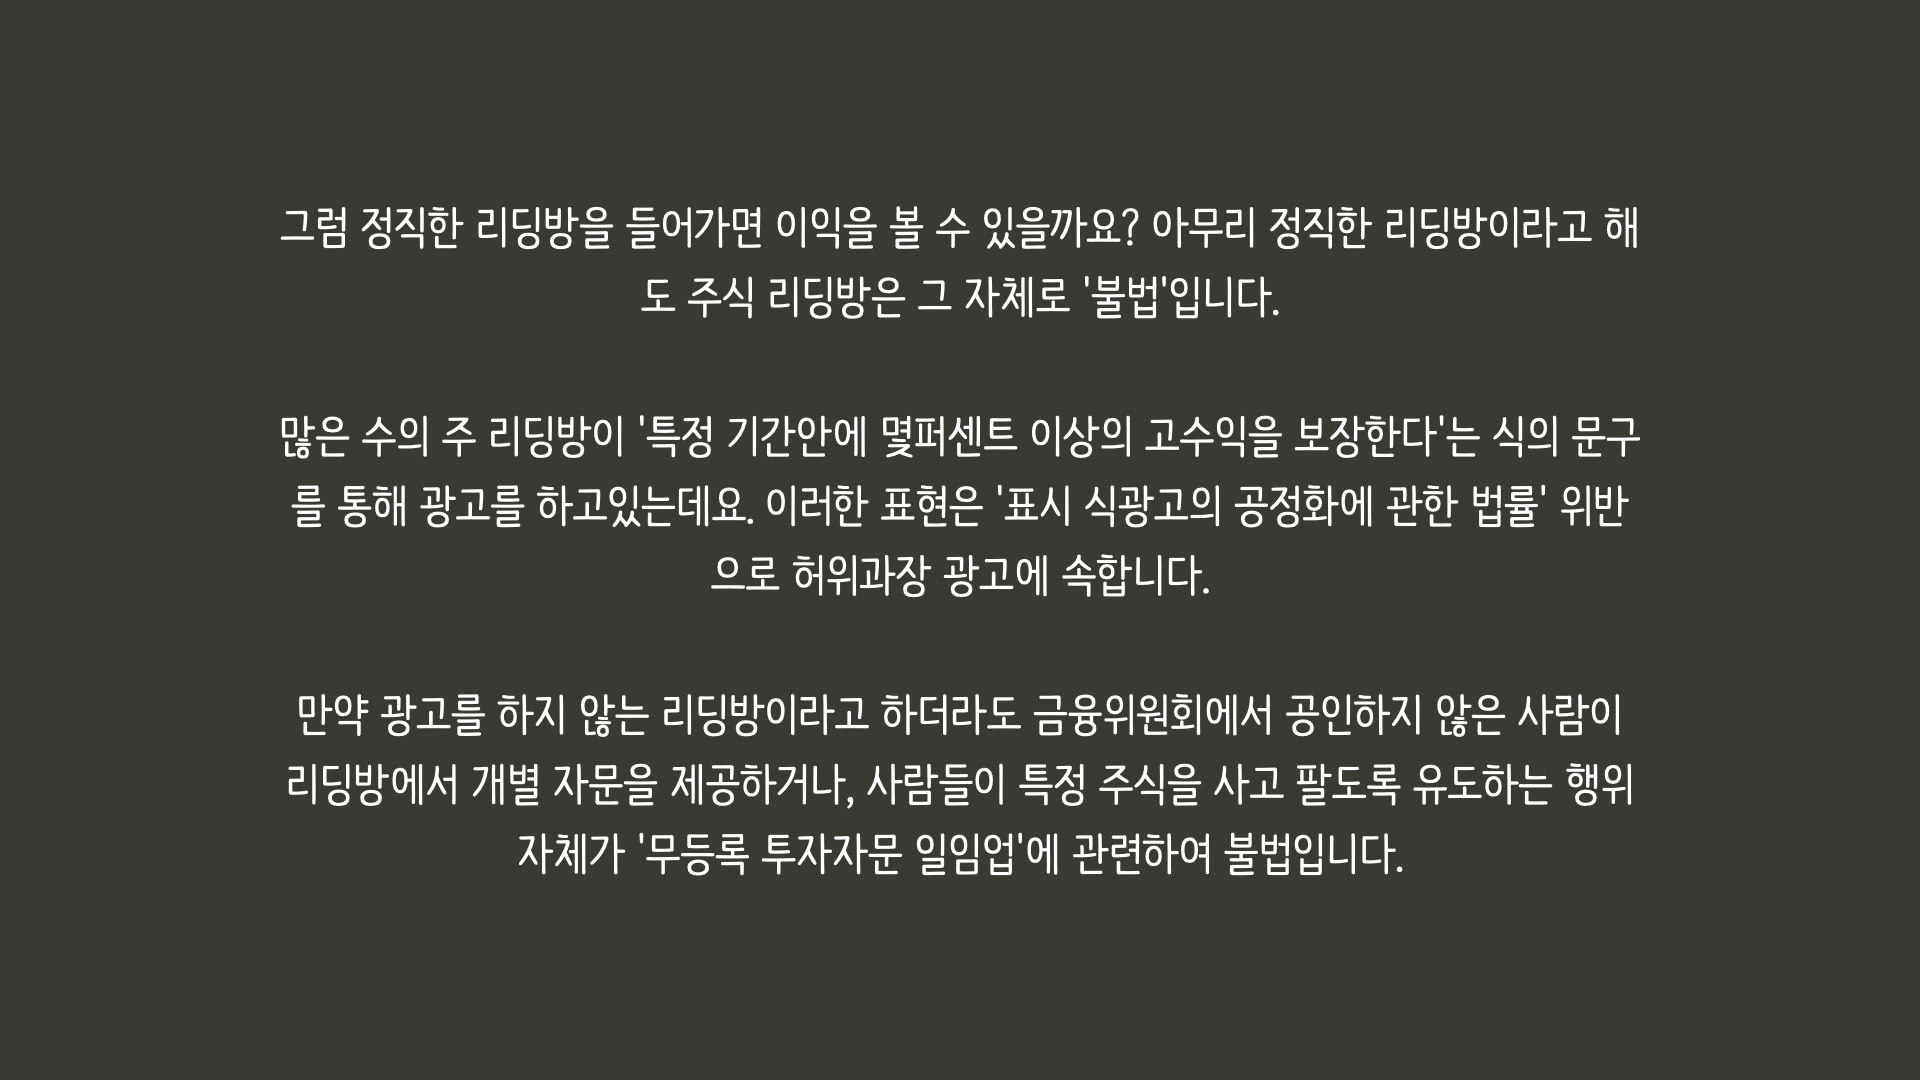 그럼 정직한 리딩방을 들어가면 이익을 볼 수 있을까요? 아무리 정직한 리딩방이라고 해
도 주식 리딩방은 그 자체로 '불법'입니다.
많은 수의 주 리딩방이 '특정 기간안에 몇퍼센트 이상의 고수익을 보장한다'는 식의 문구
를 통해 광고를 하고있는데요. 이러한 표현은 '표시 식광고의 공정화에 관한 법률' 위반
으로 허위과장 광고에 속합니다.
만약 광고를 하지 않는 리딩방이라고 하더라도 금융위원회에서 공인하지 않은 사람이
리딩방에서 개별 자문을 제공하거나, 사람들이 특정 주식을 사고 팔도록 유도하는 행위
자체가 '무등록 투자자문 일임업'에 관련하여 불법입니다.